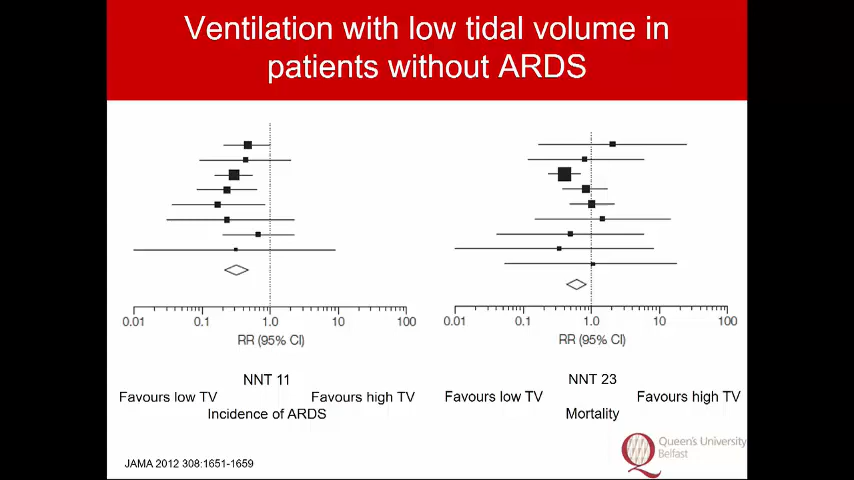 Ventilation with low tidal volume in
patients without ARDS
0.01 0.1 1.0 10 100
RR (95% CI)
NNT 11
Favours low TV Favours high TV
Incidence of ARDS
0.01 0.1 1.0 10 100
RR (95% CI)
NNT 23
Favours low TV Favours high TV
Mortality
JAMA 2012 308:1651-1659
Queen's University
Belfast